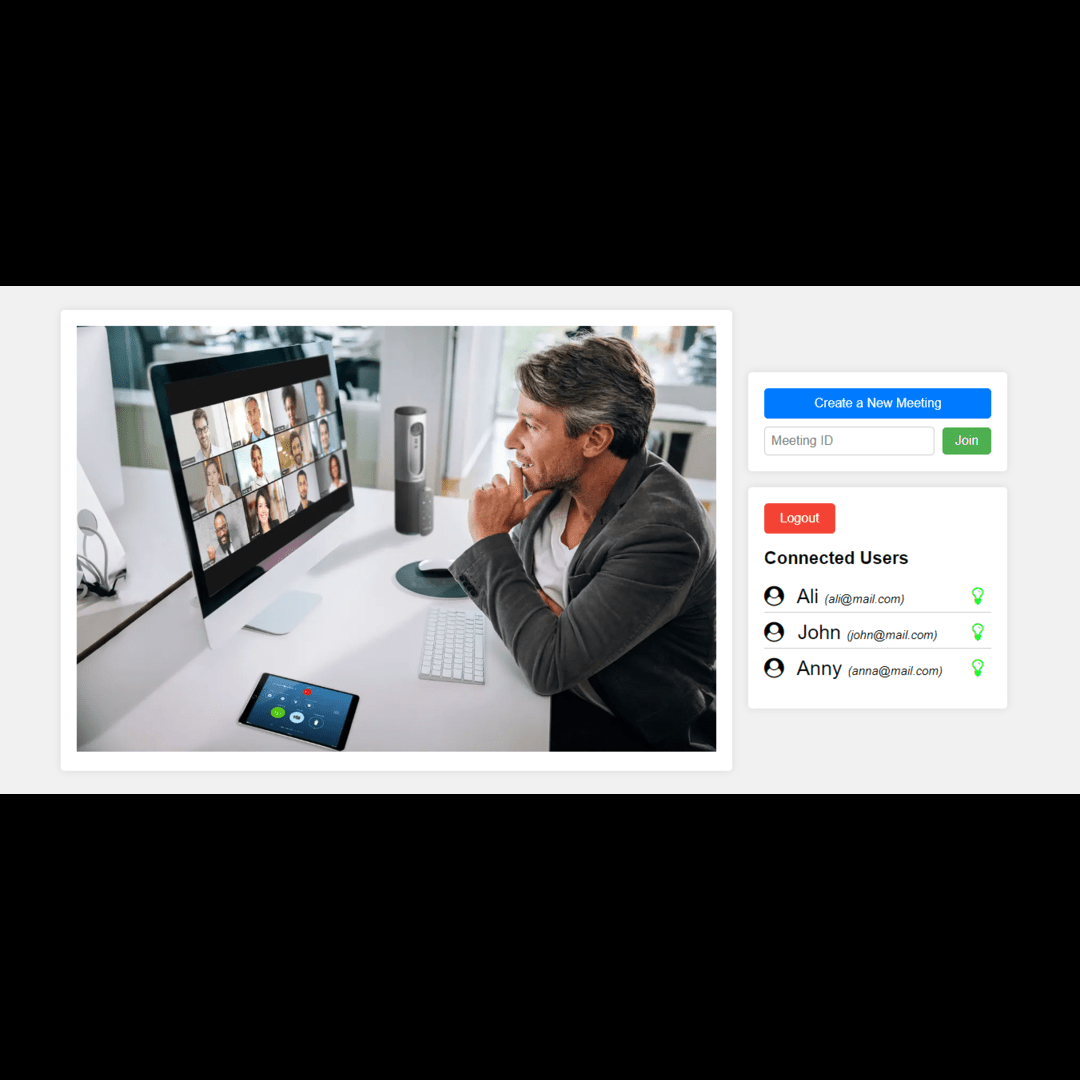 Create a New Meeting
Meeting ID
Join
Logout
Connected Users
Ali (ali@mail.com)
John (john@mail.com)
Anny (anna@mail.com)